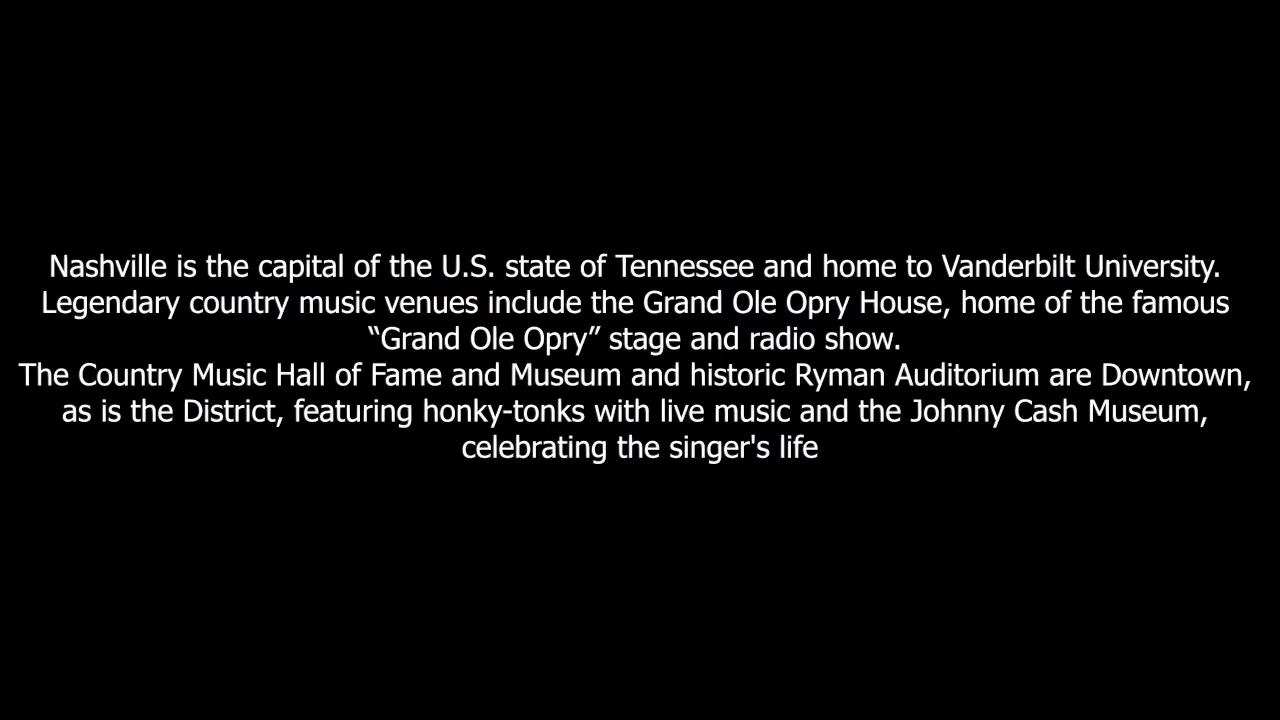 Nashville is the capital of the U.S. state of Tennessee and home to Vanderbilt University.
Legendary country music venues include the Grand Ole Opry House, home of the famous
“Grand Ole Opry” stage and radio show.
The Country Music Hall of Fame and Museum and historic Ryman Auditorium are Downtown,
as is the District, featuring honky-tonks with live music and the Johnny Cash Museum,
celebrating the singer's life